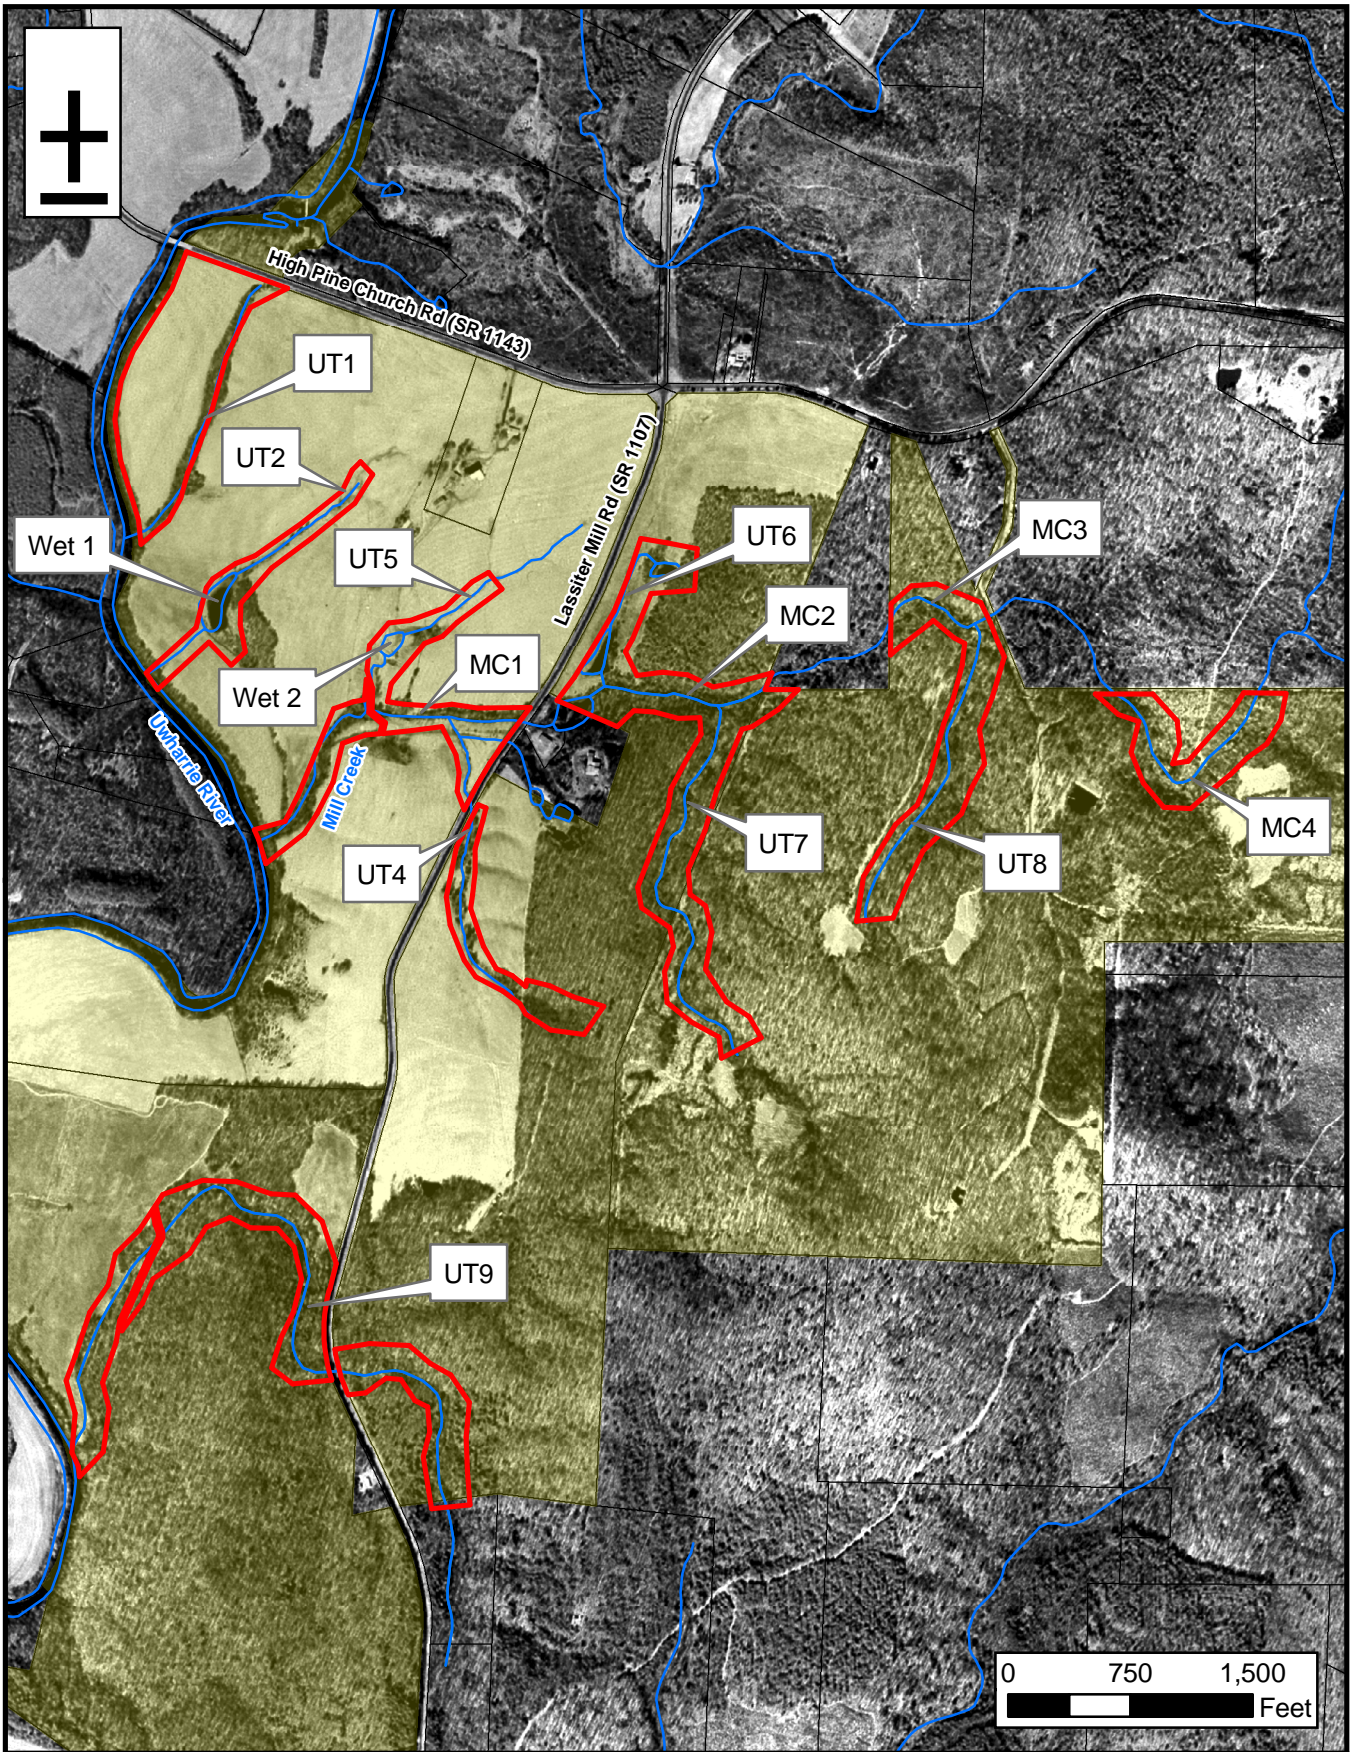 ±
High Pine Church Rd (SR 1143)
UT1
Lassiter Mill Rd (SR 1107)
UT2
Wet 1
UT5
UT6
MC3
MC2
MC1
Wet 2
Uwharrie River
Mill Creek
MC4
UT7
UT8
UT4
UT9
0 750 1,500
Feet